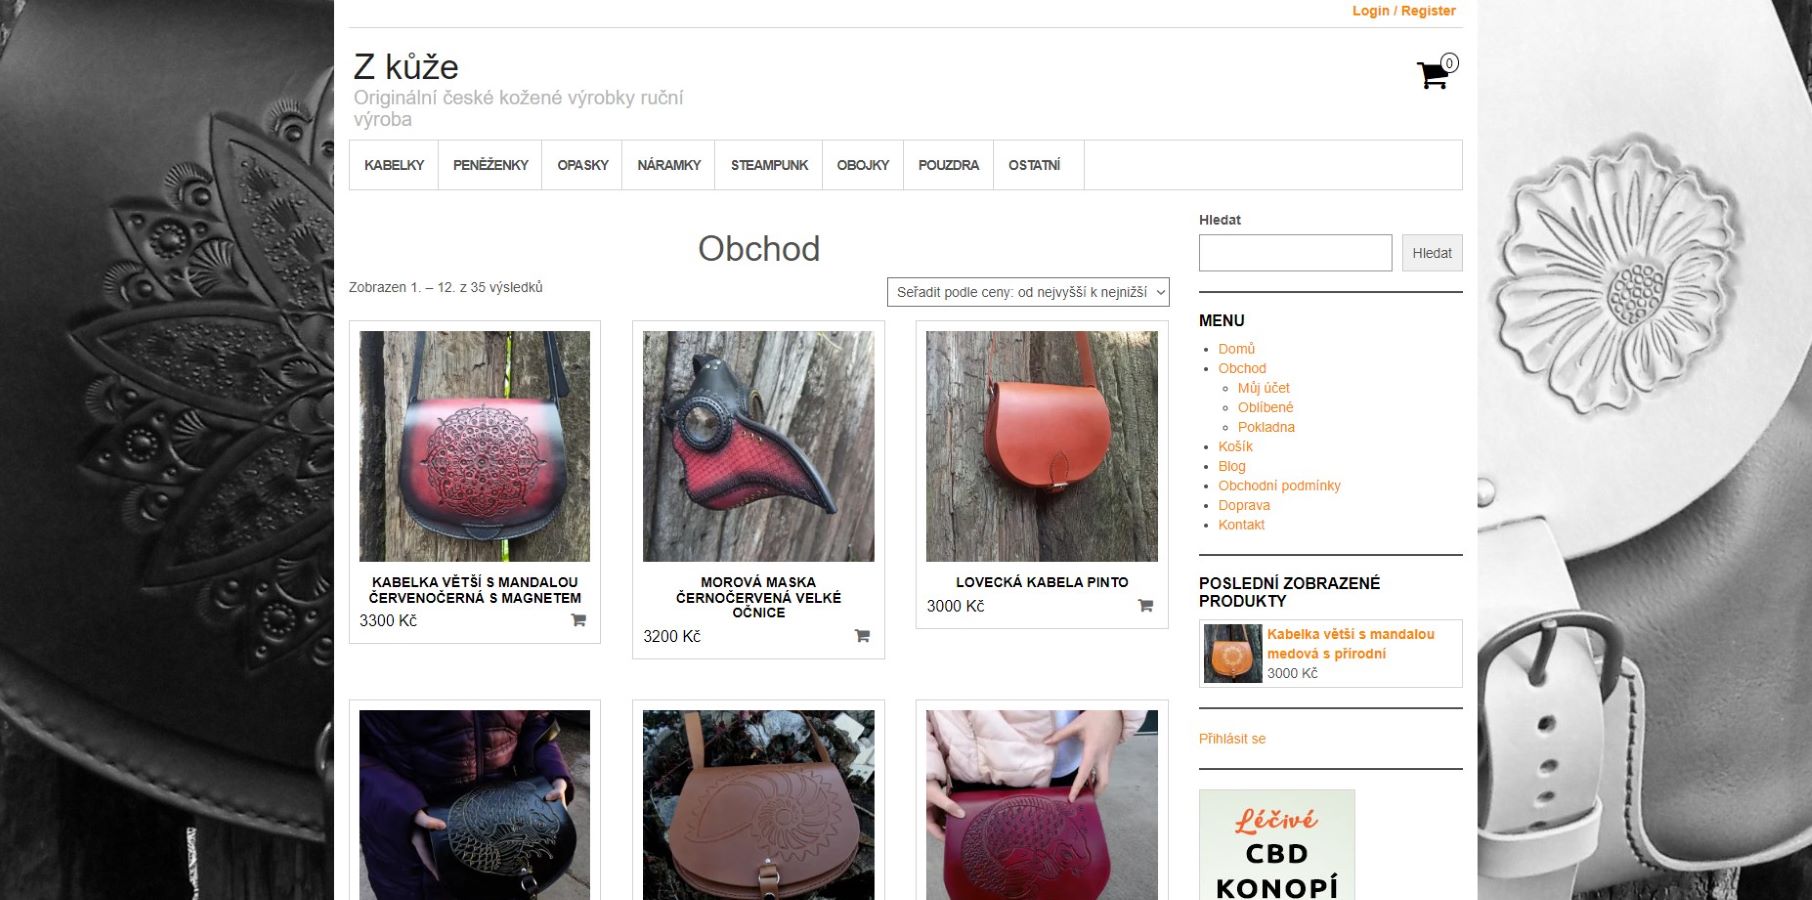 Login / Register
Z kůže
0
Originální české kožené výrobky ruční
výroba
KABELKY
PENĚŽENKY
OPASKY
NÁRAMKY
STEAMPUNK
OBOJKY
POUZDRA
OSTATNÍ
Obchod
Zobrazen 1. – 12. z 35 výsledků
Seřadit podle ceny: od nejvyšší k nejnižší
KABELKA VĚTŠÍ S MANDALOU
ČERVENOČERNÁ S MAGNETEM
3300 Kč
MOROVÁ MASKA
ČERNOČERVENÁ VELKÉ
OČNICE
3200 Kč
LOVECKÁ KABELA PINTO
3000 Kč
Hledat
Hledat
MENU
Domů
Obchod
Můj účet
Oblíbené
Pokladna
Košík
Blog
Obchodní podmínky
Doprava
Kontakt
POSLEDNÍ ZOBRAZENÉ
PRODUKTY
Kabelka větší s mandalou
medová s přírodní
3000 Kč
Přihlásit se
Léčivé
CBD
KONOPÍ